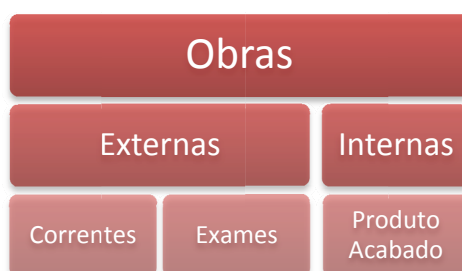 Obras
Externas
Internas
Correntes
Exames
Produto
Acabado